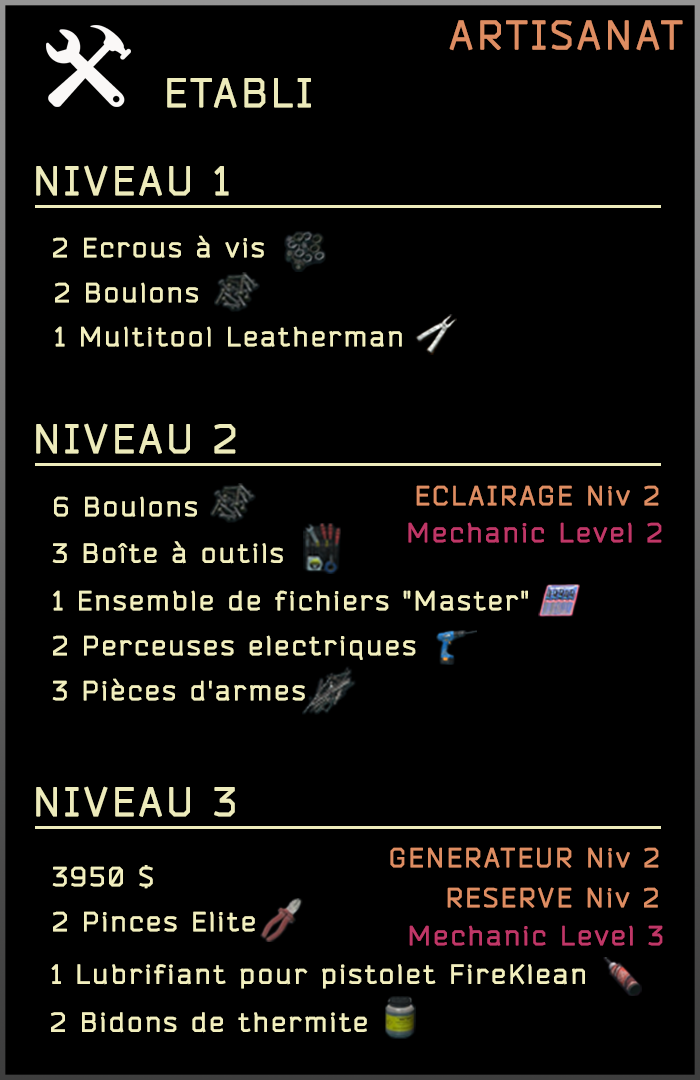 ARTISANAT
ETABLI
NIVEAU 1
2 Ecrous à vis
2 Boulons
1 Multitool Leatherman
NIVEAU 2
6 Boulons
ECLAIRAGE Niv 2
Mechanic Level 2
3 Boîte à outils
1 Ensemble de fichiers "Master"
2 Perceuses electriques
3 Pièces d'armes
NIVEAU 3
3950 $
GENERATEUR Niv 2
RESERVE Niv 2
2 Pinces Elite
Mechanic Level 3
1 Lubrifiant pour pistolet FireKlean
2 Bidons de thermite